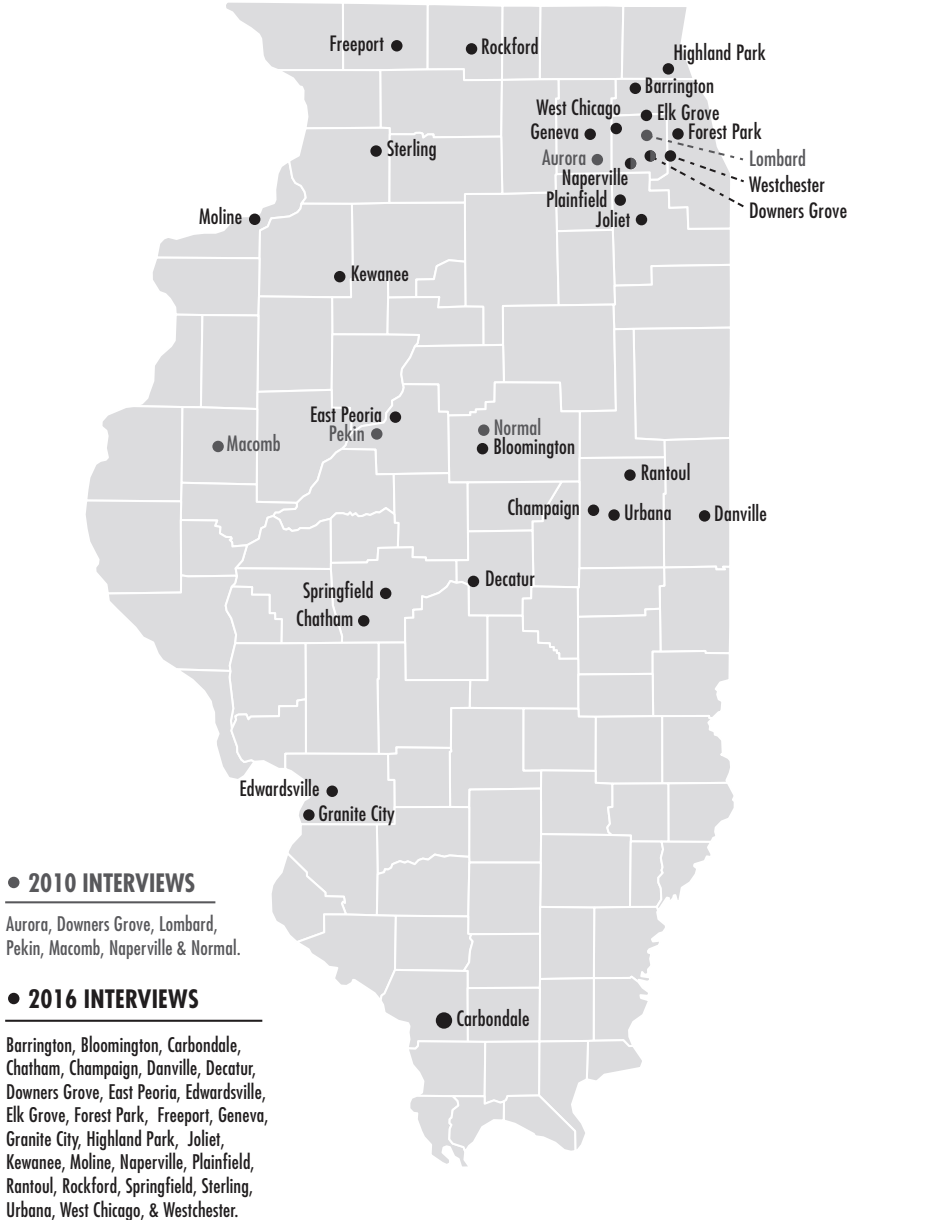 Freeport
Rockford
Highland Park
Barrington
West Chicago
Elk Grove
Geneva
Forest Park
Sterling
Aurora
Lombard
Naperville
Westchester
Plainfield
Downers Grove
Moline
Joliet
Kewanee
East Peoria
Pekin
Normal
Macomb
Bloomington
Rantoul
Champaign
Urbana
Danville
Decatur
Springfield
Chatham
Edwardsville
Granite City
Carbondale
2010 INTERVIEWS
Aurora, Downers Grove, Lombard,
Pekin, Macomb, Naperville & Normal.
2016 INTERVIEWS
Barrington, Bloomington, Carbondale,
Chatham, Champaign, Danville, Decatur,
Downers Grove, East Peoria, Edwardsville,
Elk Grove, Forest Park, Freeport, Geneva,
Granite City, Highland Park, Joliet,
Kewanee, Moline, Naperville, Plainfield,
Rantoul, Rockford, Springfield, Sterling,
Urbana, West Chicago, & Westchester.